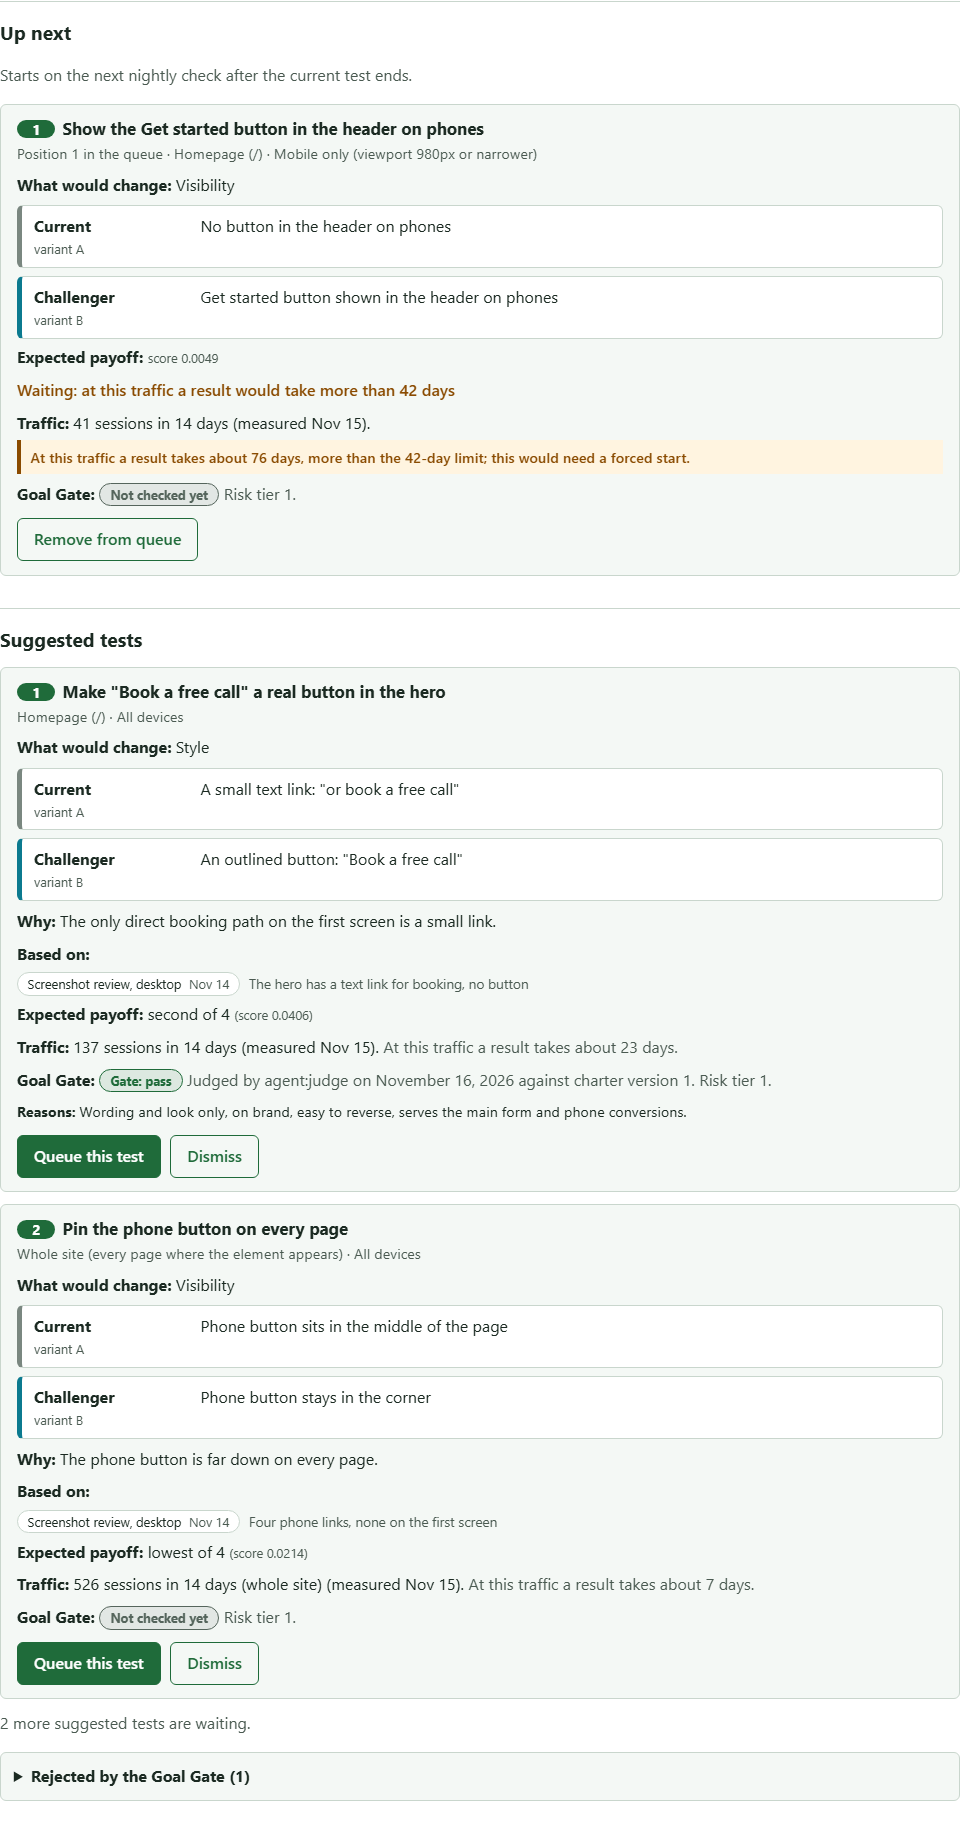 Up next
Starts on the next nightly check after the current test ends.
1 Show the Get started button in the header on phones
Position 1 in the queue · Homepage (/) · Mobile only (viewport 980px or narrower)
What would change: Visibility
Current No button in the header on phones
variant A
Challenger Get started button shown in the header on phones
variant B
Expected payoff: score 0.0049
Waiting: at this traffic a result would take more than 42 days
Traffic: 41 sessions in 14 days (measured Nov 15).
At this traffic a result takes about 76 days, more than the 42-day limit; this would need a forced start.
Goal Gate: Not checked yet Risk tier 1.
Remove from queue
Suggested tests
1 Make "Book a free call" a real button in the hero
Homepage (/) · All devices
What would change: Style
Current A small text link: "or book a free call"
variant A
Challenger An outlined button: "Book a free call"
variant B
Why: The only direct booking path on the first screen is a small link.
Based on:
Screenshot review, desktop Nov 14 The hero has a text link for booking, no button
Expected payoff: second of 4 (score 0.0406)
Traffic: 137 sessions in 14 days (measured Nov 15). At this traffic a result takes about 23 days.
Goal Gate: Gate: pass Judged by agent:judge on November 16, 2026 against charter version 1. Risk tier 1.
Reasons: Wording and look only, on brand, easy to reverse, serves the main form and phone conversions.
Queue this test Dismiss
2 Pin the phone button on every page
Whole site (every page where the element appears) · All devices
What would change: Visibility
Current Phone button sits in the middle of the page
variant A
Challenger Phone button stays in the corner
variant B
Why: The phone button is far down on every page.
Based on:
Screenshot review, desktop Nov 14 Four phone links, none on the first screen
Expected payoff: lowest of 4 (score 0.0214)
Traffic: 526 sessions in 14 days (whole site) (measured Nov 15). At this traffic a result takes about 7 days.
Goal Gate: Not checked yet Risk tier 1.
Queue this test Dismiss
2 more suggested tests are waiting.
▶ Rejected by the Goal Gate (1)